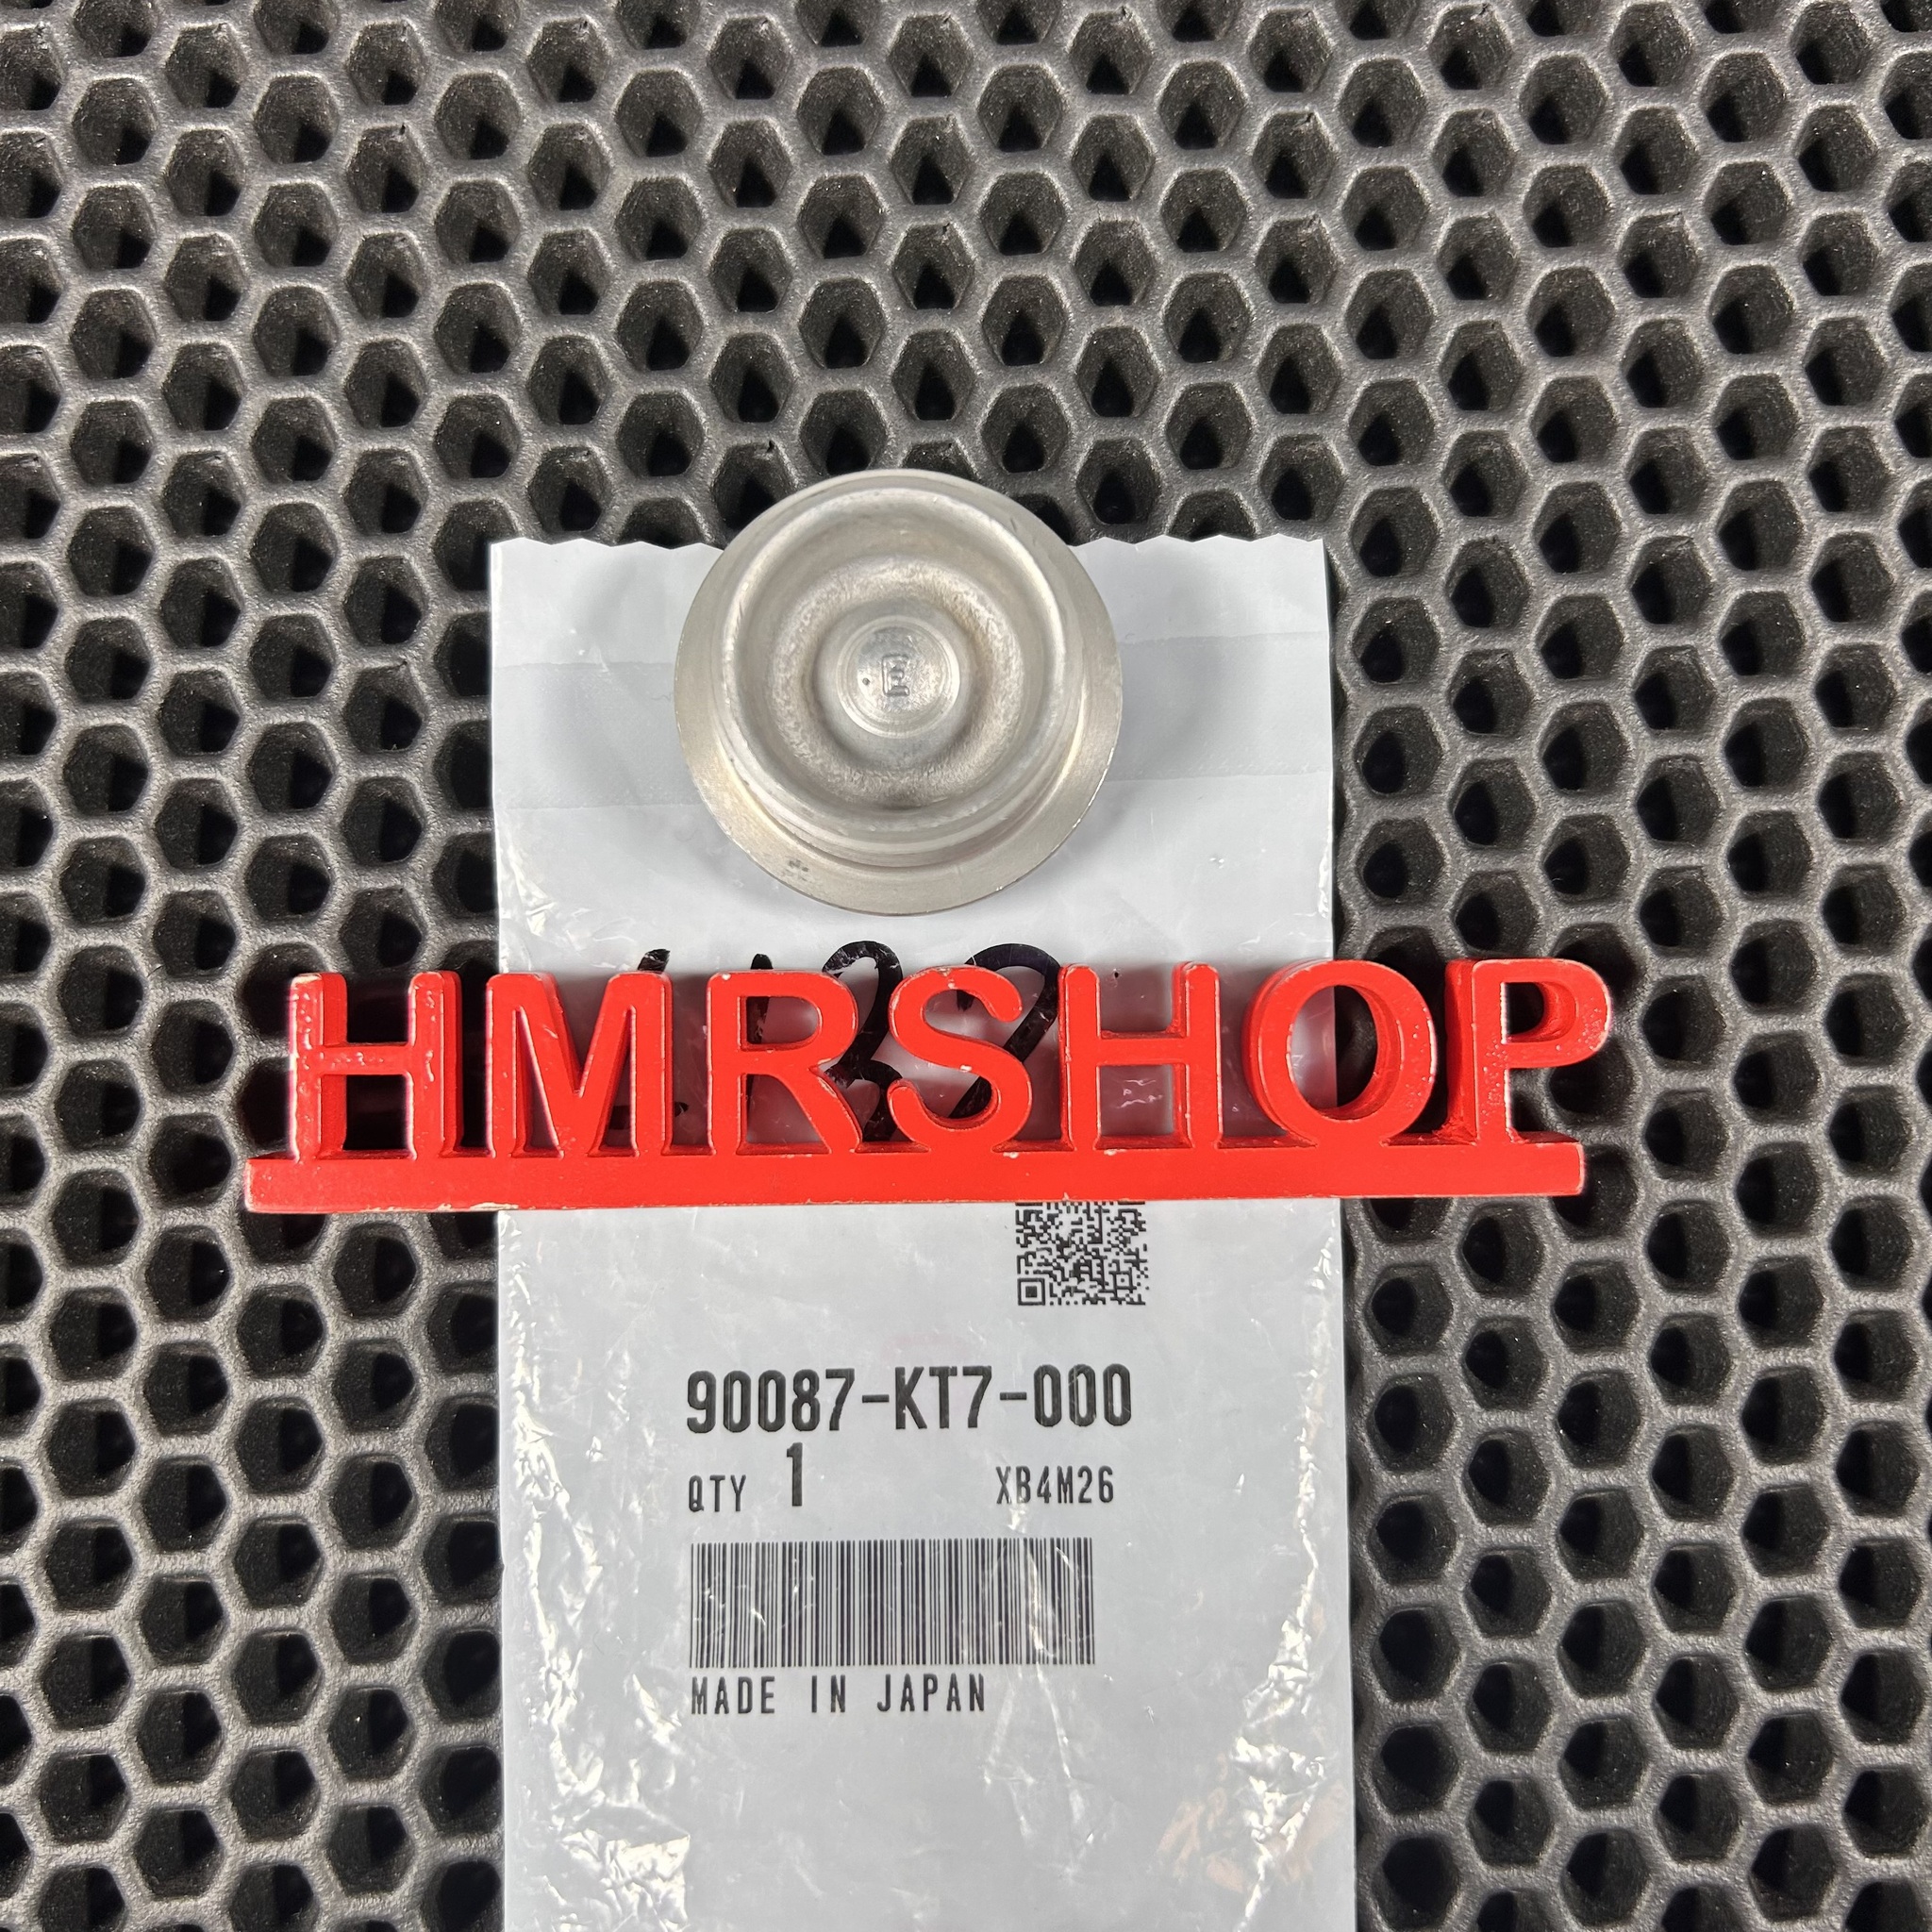 E
HMRSHOP
90087-KT7-000
QTY 1 XB4M26
MADE IN JAPAN